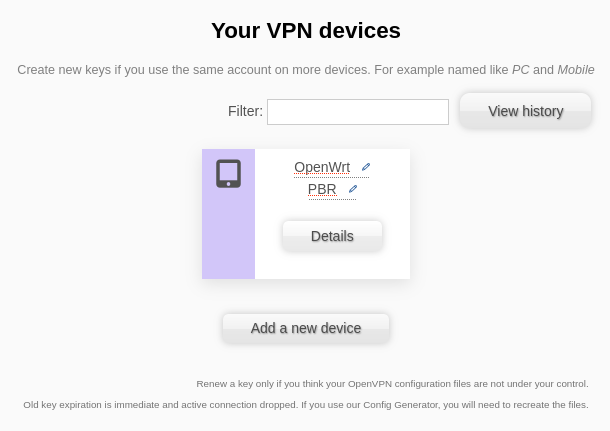 Your VPN devices
Create new keys if you use the same account on more devices. For example named like PC and Mobile
Filter:
View history
OpenWrt
PBR
Details
Add a new device
Renew a key only if you think your OpenVPN configuration files are not under your control.
Old key expiration is immediate and active connection dropped. If you use our Config Generator, you will need to recreate the files.